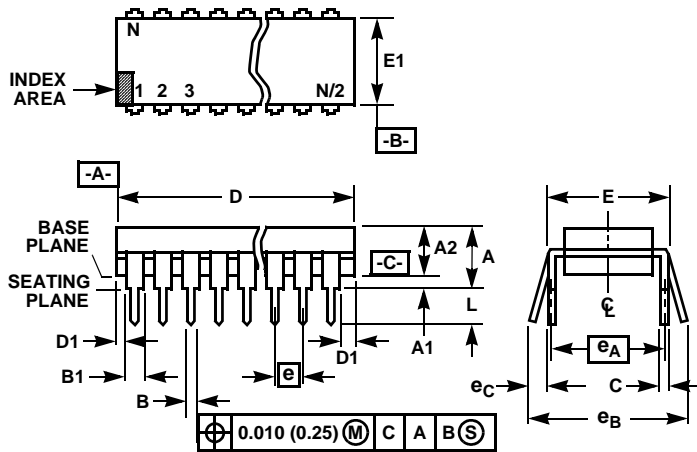 N
E1
INDEX
AREA
1 2 3 N/2
-B-
-A-
D
E
BASE
PLANE
A2
A
-C-
SEATING
PLANE
L
C
L
D1
B1
A1
D1
e
eA
B
eC
C
eB
0.010 (0.25) M C A B S